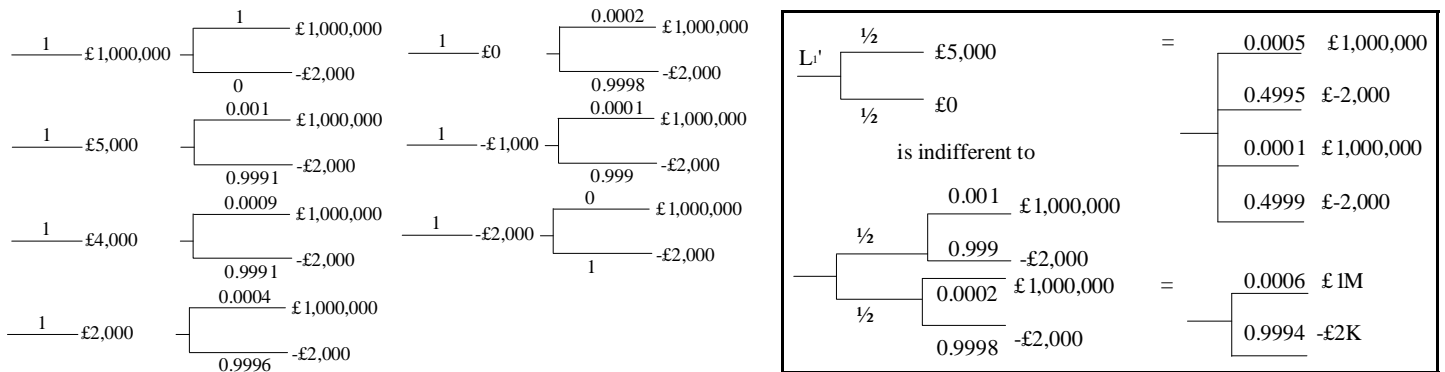 1 £1,000,000 1 £1,000,000 0 -£2,000
1 £5,000 0.001 £1,000,000 0.9991 -£2,000
1 £4,000 0.0009 £1,000,000 0.9991 -£2,000
1 £2,000 0.0004 £1,000,000 0.9996 -£2,000
1 £0 0.0002 £1,000,000 0.9998 -£2,000
1 -£1,000 0.0001 £1,000,000 0.999 -£2,000
1 -£2,000 0 £1,000,000 1 -£2,000
L₁' ½ £5,000 ½ £0
is indifferent to
½ 0.001 £1,000,000 0.999 -£2,000
½ 0.0002 £1,000,000 0.9998 -£2,000
= 0.0005 £1,000,000
0.4995 £-2,000
0.0001 £1,000,000
0.4999 £-2,000
= 0.0006 £1M
0.9994 -£2K